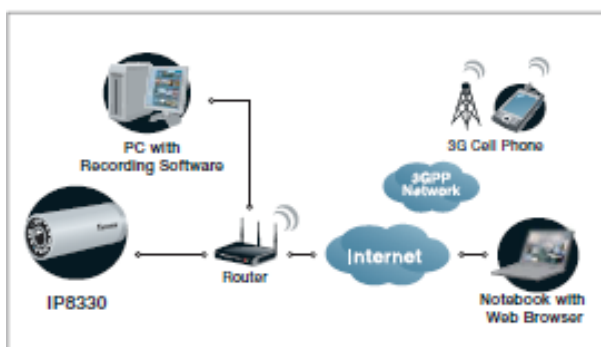 PC with
Recording Software
3G Cell Phone
3GPP
Network
Internet
Router
IP8330
Notebook with
Web Browser